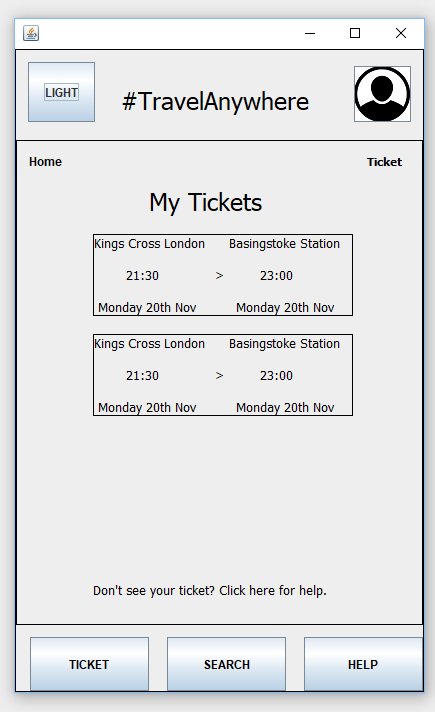 LIGHT
#TravelAnywhere
Home Ticket
My Tickets
Kings Cross London Basingstoke Station
21:30 > 23:00
Monday 20th Nov Monday 20th Nov
Kings Cross London Basingstoke Station
21:30 > 23:00
Monday 20th Nov Monday 20th Nov
Don't see your ticket? Click here for help.
TICKET SEARCH HELP